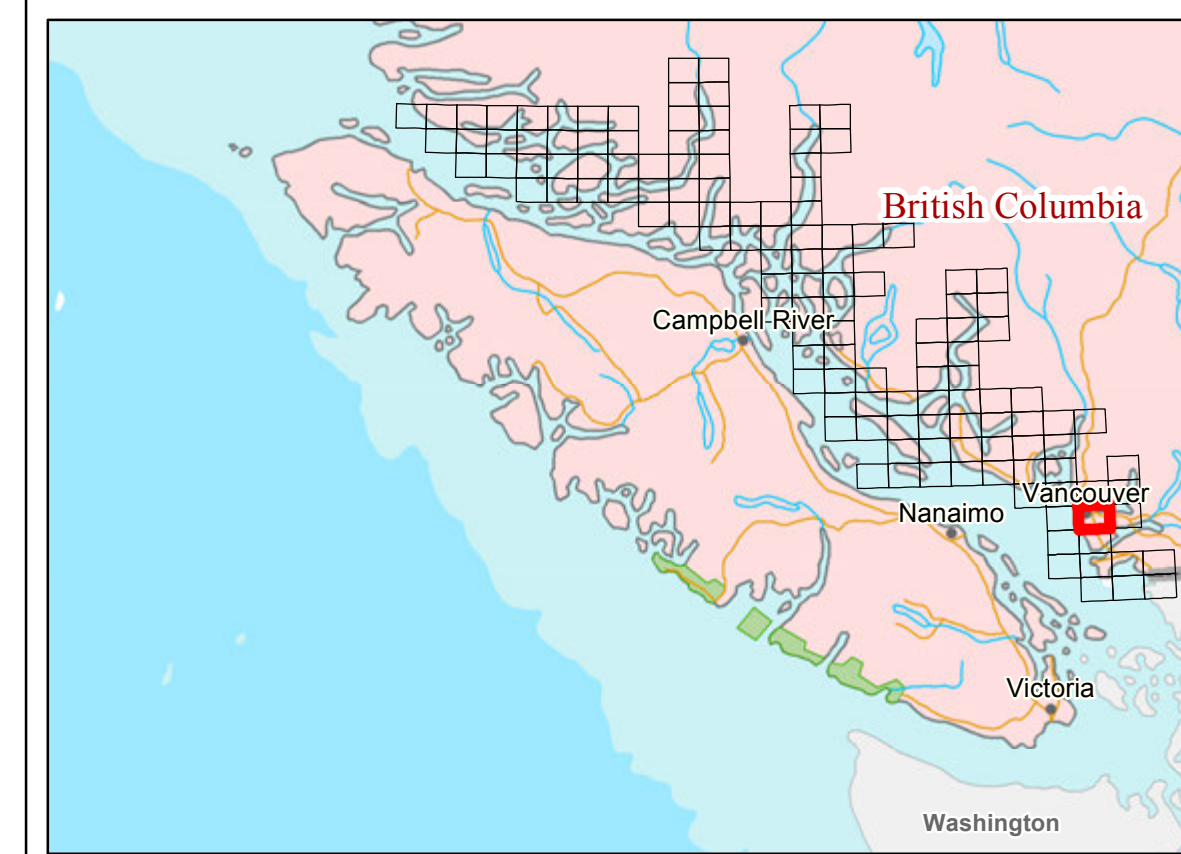 British Columbia
Campbell River
Vancouver
Nanaimo
Victoria
Washington